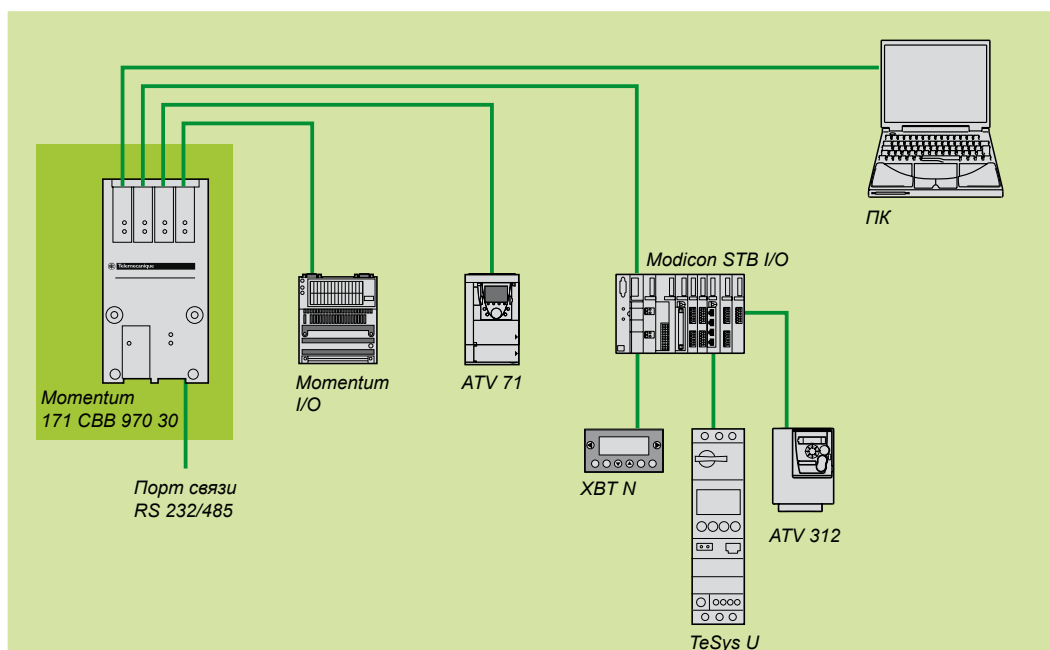 ПК
Modicon STB I/O
Telemecanique
Momentum
I/O
ATV 71
Momentum
171 CBB 970 30
XBT N
Порт связи
RS 232/485
ATV 312
TeSys U